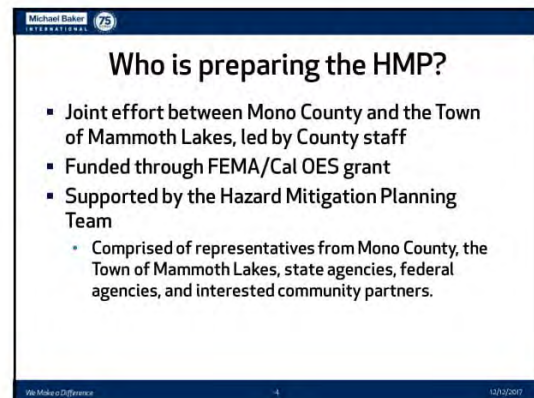 Michael Baker 75
INTERNATIONAL
Who is preparing the HMP?
▪ Joint effort between Mono County and the Town
of Mammoth Lakes, led by County staff
▪ Funded through FEMA/Cal OES grant
▪ Supported by the Hazard Mitigation Planning
Team
▪ Comprised of representatives from Mono County, the
Town of Mammoth Lakes, state agencies, federal
agencies, and interested community partners.
We Make a Difference -4 12/12/2017